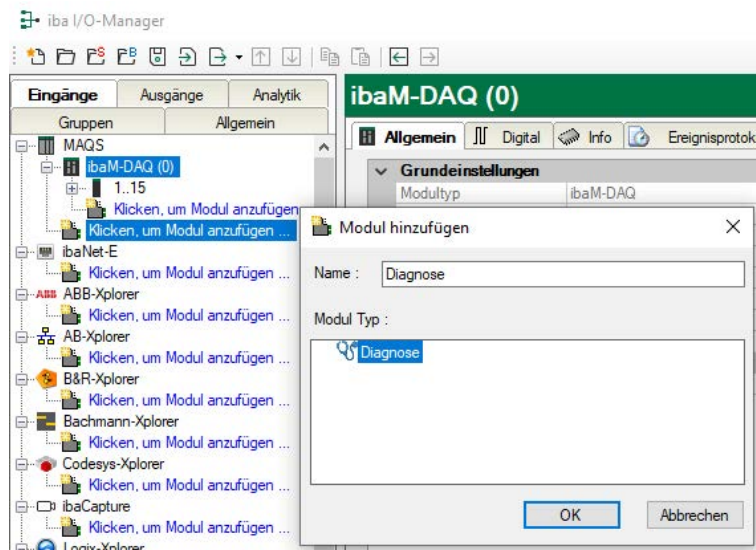 iba I/O-Manager
Eingänge Ausgänge Analytik
Gruppen Allgemein
MAQS
ibaM-DAQ (0)
1..15
Klicken, um Modul anzufügen
Klicken, um Modul anzufügen ...
ibaNet-E
Klicken, um Modul anzufügen ...
ABB ABB-Xplorer
Klicken, um Modul anzufügen ...
AB-Xplorer
Klicken, um Modul anzufügen ...
B&R-Xplorer
Klicken, um Modul anzufügen ...
Bachmann-Xplorer
Klicken, um Modul anzufügen ...
Codesys-Xplorer
Klicken, um Modul anzufügen ...
ibaCapture
Klicken, um Modul anzufügen ...
Logix-Xplorer
ibaM-DAQ (0)
Allgemein Digital Info Ereignisprotok
Grundeinstellungen
Modultyp ibaM-DAQ
Modul hinzufügen
Name : Diagnose
Modul Typ :
Diagnose
OK Abbrechen